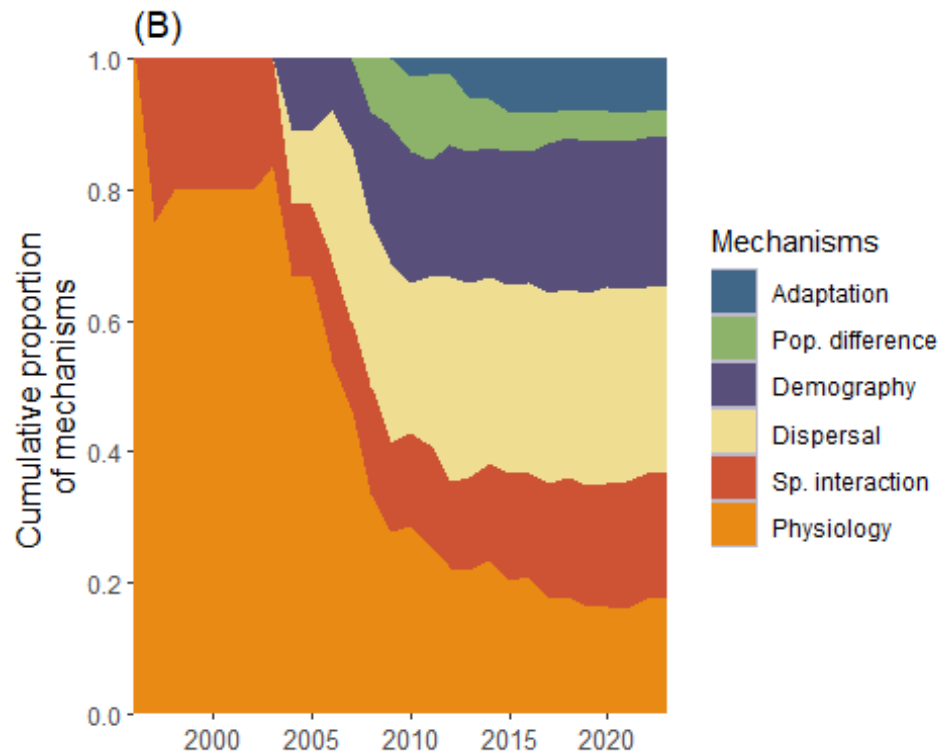 (B)
Cumulative proportion
of mechanisms
1.0
0.8
0.6
0.4
0.2
0.0
2000
2005
2010
2015
2020
Mechanisms
Adaptation
Pop. difference
Demography
Dispersal
Sp. interaction
Physiology